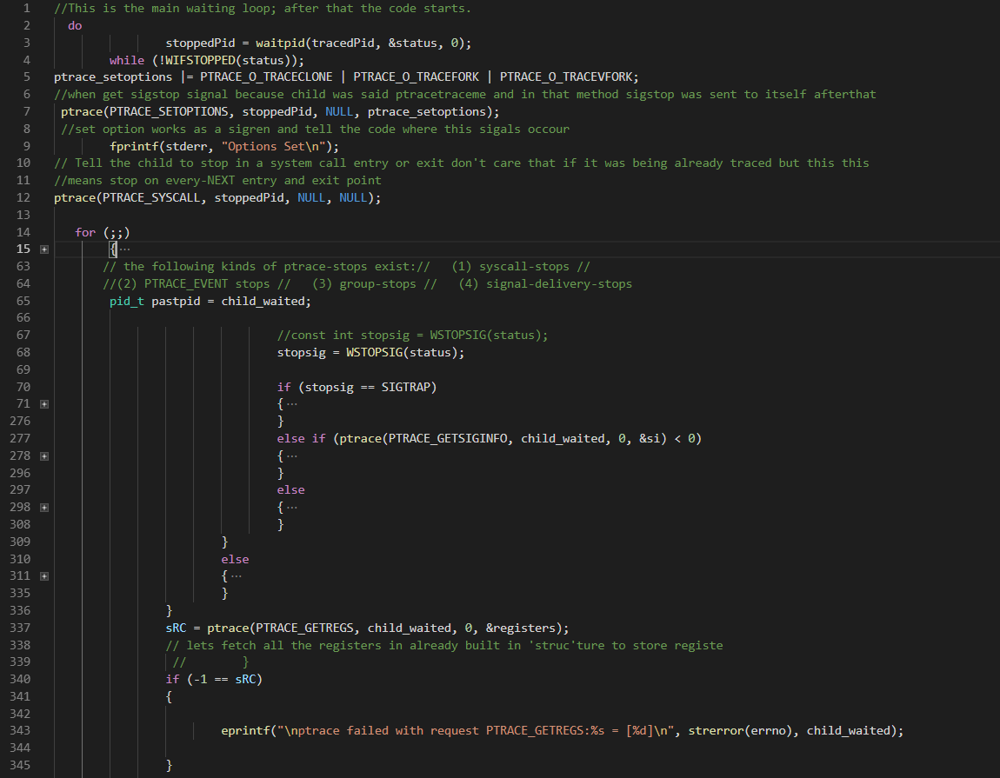 1 //This is the main waiting loop; after that the code starts.
2 do
3 stoppedPid = waitpid(tracedPid, &status, 0);
4 while (!WIFSTOPPED(status));
5 ptrace_setoptions |= PTRACE_O_TRACECLONE | PTRACE_O_TRACEFORK | PTRACE_O_TRACEVFORK;
6 //when get sigstop signal because child was said ptracetraceme and in that method sigstop was sent to itself afterthat
7 ptrace(PTRACE_SETOPTIONS, stoppedPid, NULL, ptrace_setoptions);
8 //set option works as a sigren and tell the code where this sigals occour
9 fprintf(stderr, "Options Set\n");
10 // Tell the child to stop in a system call entry or exit don't care that if it was being already traced but this this
11 //means stop on every-NEXT entry and exit point
12 ptrace(PTRACE_SYSCALL, stoppedPid, NULL, NULL);
13
14 for (;;)
15 {···
63 // the following kinds of ptrace-stops exist:// (1) syscall-stops //
64 //(2) PTRACE_EVENT stops // (3) group-stops // (4) signal-delivery-stops
65 pid_t pastpid = child_waited;
66
67 //const int stopsig = WSTOPSIG(status);
68 stopsig = WSTOPSIG(status);
69
70 if (stopsig == SIGTRAP)
71 {···
276 }
277 else if (ptrace(PTRACE_GETSIGINFO, child_waited, 0, &si) < 0)
278 {···
296 }
297 else
298 {···
308 }
309 }
310 else
311 {···
335 }
336 }
337 sRC = ptrace(PTRACE_GETREGS, child_waited, 0, &registers);
338 // lets fetch all the registers in already built in 'struc'ture to store registe
339 // }
340 if (-1 == sRC)
341 {
342
343 eprintf("\nptrace failed with request PTRACE_GETREGS:%s = [%d]\n", strerror(errno), child_waited);
344
345 }